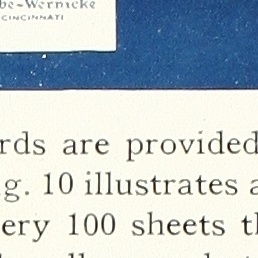 be-Wernicke
CINCINNATI
rds are provided
g. 10 illustrates a
ery 100 sheets th